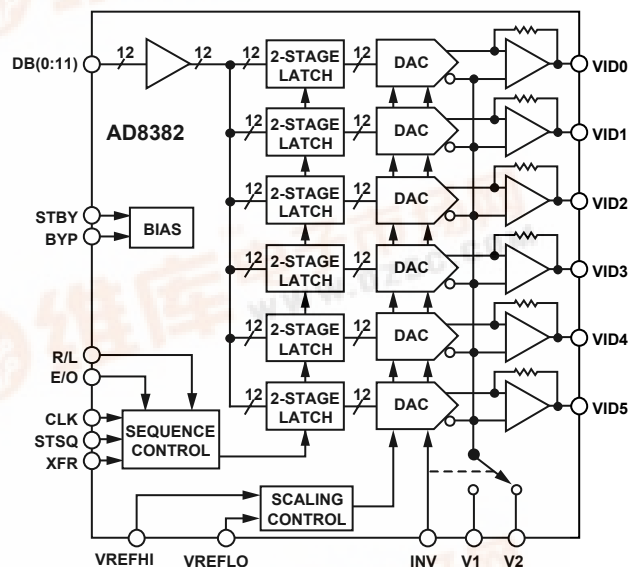 DB(0:11)
12
12
12
2-STAGE
LATCH
12
DAC
VID0
AD8382
12
2-STAGE
LATCH
12
DAC
VID1
STBY
BYP
BIAS
12
2-STAGE
LATCH
12
DAC
VID2
12
2-STAGE
LATCH
12
DAC
VID3
R/L
E/O
12
2-STAGE
LATCH
12
DAC
VID4
CLK
STSQ
XFR
SEQUENCE
CONTROL
12
2-STAGE
LATCH
12
DAC
VID5
SCALING
CONTROL
VREFHI
VREFLO
INV
V1
V2